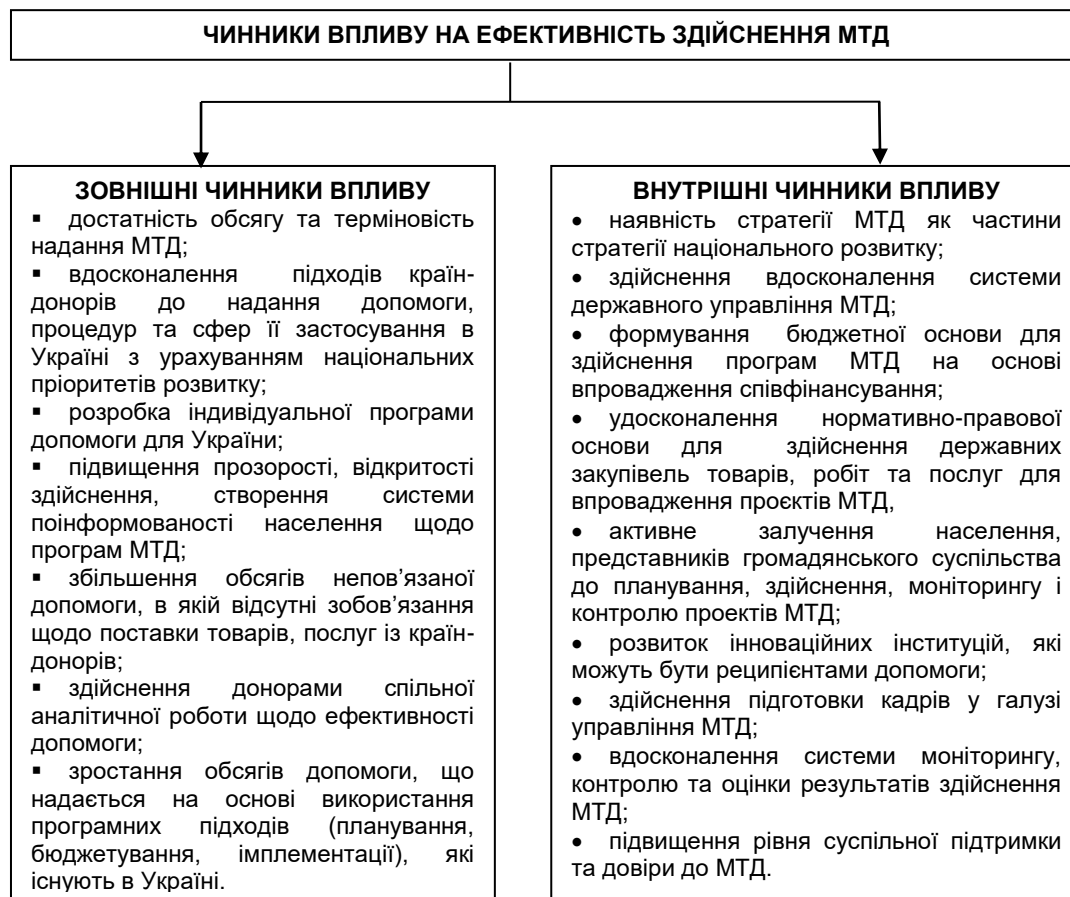 ЧИННИКИ ВПЛИВУ НА ЕФЕКТИВНІСТЬ ЗДІЙСНЕННЯ МТД
ЗОВНІШНІ ЧИННИКИ ВПЛИВУ
▪ достатність обсягу та терміновість
надання МТД;
▪ вдосконалення підходів країн-
донорів до надання допомоги,
процедур та сфер її застосування в
Україні з урахуванням національних
пріоритетів розвитку;
▪ розробка індивідуальної програми
допомоги для України;
▪ підвищення прозорості, відкритості
здійснення, створення системи
поінформованості населення щодо
програм МТД;
▪ збільшення обсягів непов’язаної
допомоги, в якій відсутні зобов’язання
щодо поставки товарів, послуг із країн-
донорів;
▪ здійснення донорами спільної
аналітичної роботи щодо ефективності
допомоги;
▪ зростання обсягів допомоги, що
надається на основі використання
програмних підходів (планування,
бюджетування, імплементації), які
існують в Україні.
ВНУТРІШНІ ЧИННИКИ ВПЛИВУ
• наявність стратегії МТД як частини
стратегії національного розвитку;
• здійснення вдосконалення системи
державного управління МТД;
• формування бюджетної основи для
здійснення програм МТД на основі
впровадження співфінансування;
• удосконалення нормативно-правової
основи для здійснення державних
закупівель товарів, робіт та послуг для
впровадження проєктів МТД,
• активне залучення населення,
представників громадянського суспільства
до планування, здійснення, моніторингу і
контролю проектів МТД;
• розвиток інноваційних інституцій, які
можуть бути реципієнтами допомоги;
• здійснення підготовки кадрів у галузі
управління МТД;
• вдосконалення системи моніторингу,
контролю та оцінки результатів здійснення
МТД;
• підвищення рівня суспільної підтримки
та довіри до МТД.